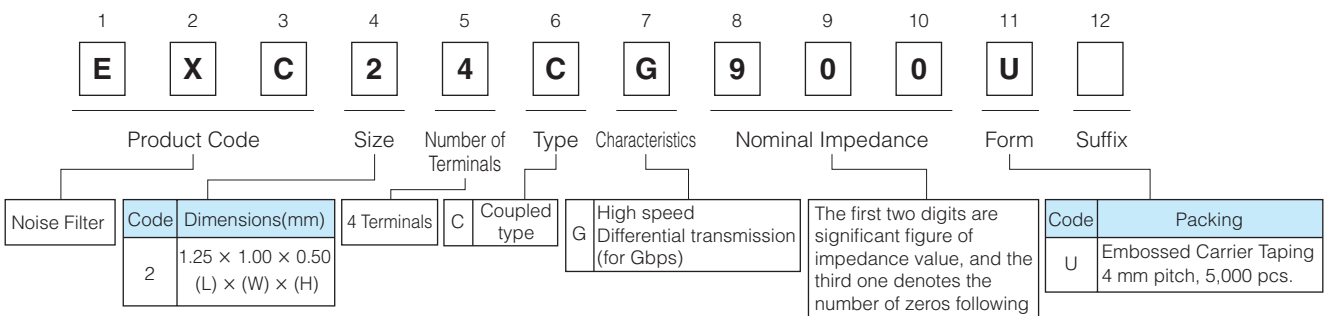 1 2 3 4 5 6 7 8 9 10 11 12
E X C 2 4 C G 9 0 0 U
Product Code Size Number of Terminals Type Characteristics Nominal Impedance Form Suffix
Noise Filter
Code Dimensions(mm)
2 1.25 × 1.00 × 0.50
(L) × (W) × (H)
4 Terminals
C Coupled
type
G High speed
Differential transmission
(for Gbps)
The first two digits are
significant figure of
impedance value, and the
third one denotes the
number of zeros following
Code Packing
U Embossed Carrier Taping
4 mm pitch, 5,000 pcs.